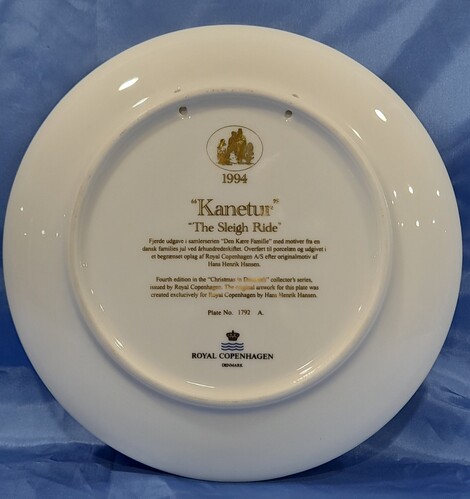 1994
"Kanetur"
"The Sleigh Ride"
Fjerde udgave i samlerserien "Den Kære Familie" med motiver fra en
dansk families jul ved århundredeskiftet. Overført til porcelæn og udgivet i
et begrænset oplag af Royal Copenhagen A/S efter originalmotiv af
Hans Henrik Hansen.
Fourth edition in the "Christmas in Denmark" collector's series,
issued by Royal Copenhagen. The original artwork for this plate was
created exclusively for Royal Copenhagen by Hans Henrik Hansen.
Plate No. 1792 A.
ROYAL COPENHAGEN
DENMARK